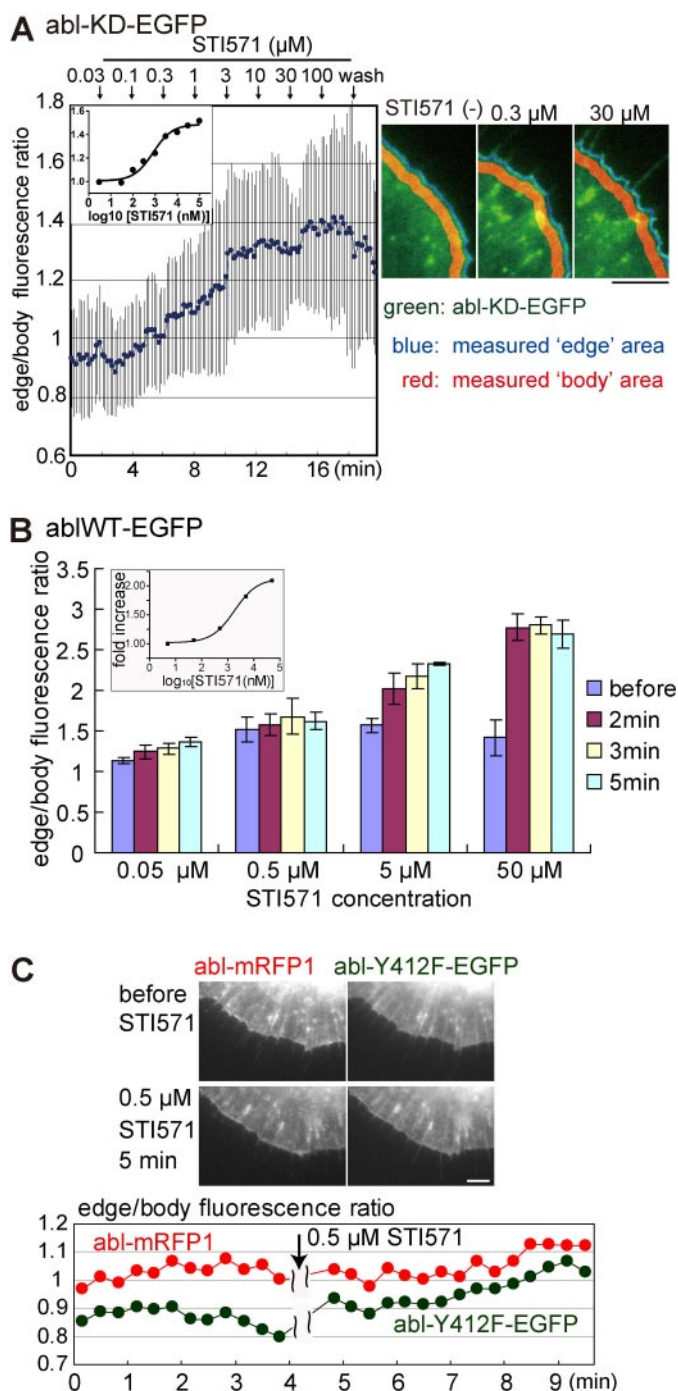 A abl-KD-EGFP
STI571 (μM)
0.03 0.1 0.3 1 3 10 30 100 wash
edge/body fluorescence ratio
1.8
1.6
1.4
1.2
1
0.8
0.6
0 4 8 12 16 (min)
1.6
1.4
1.2
1.0
0 1 2 3 4 5
log10 [STI571 (nM)]
STI571 (-) 0.3 μM 30 μM
green: abl-KD-EGFP
blue: measured 'edge' area
red: measured 'body' area
B ablWT-EGFP
edge/body fluorescence ratio
3.5
3
2.5
2
1.5
1
0.5
0
fold increase
2.00
1.50
1.00
0 1 2 3 4 5
log10[STI571(nM)]
before
2min
3min
5min
0.05 μM 0.5 μM 5 μM 50 μM
STI571 concentration
C
abl-mRFP1 abl-Y412F-EGFP
before
STI571
0.5 μM
STI571
5 min
edge/body fluorescence ratio
1.2
1.1
1.0
0.9
0.8
0.7
abl-mRFP1
0.5 μM STI571
abl-Y412F-EGFP
0 1 2 3 4 5 6 7 8 9 (min)